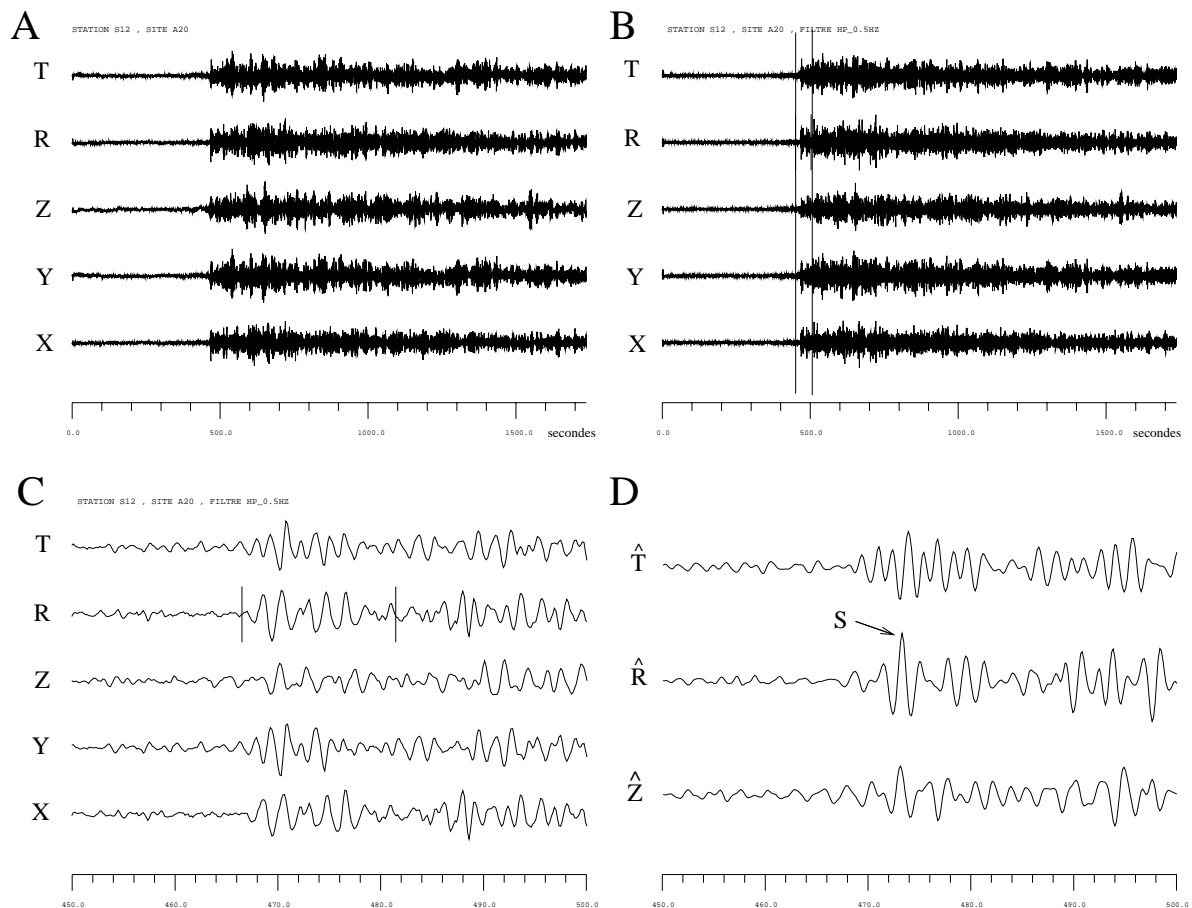 A
STATION S12 , SITE A20
T
R
Z
Y
X
0.0 500.0 1000.0 1500.0 secondes
B
STATION S12 , SITE A20 , FILTRE HP_0.5HZ
T
R
Z
Y
X
0.0 500.0 1000.0 1500.0 secondes
C
STATION S12 , SITE A20 , FILTRE HP_0.5HZ
T
R
Z
Y
X
450.0 460.0 470.0 480.0 490.0 500.0
D
T̂
S
R̂
Ẑ
450.0 460.0 470.0 480.0 490.0 500.0